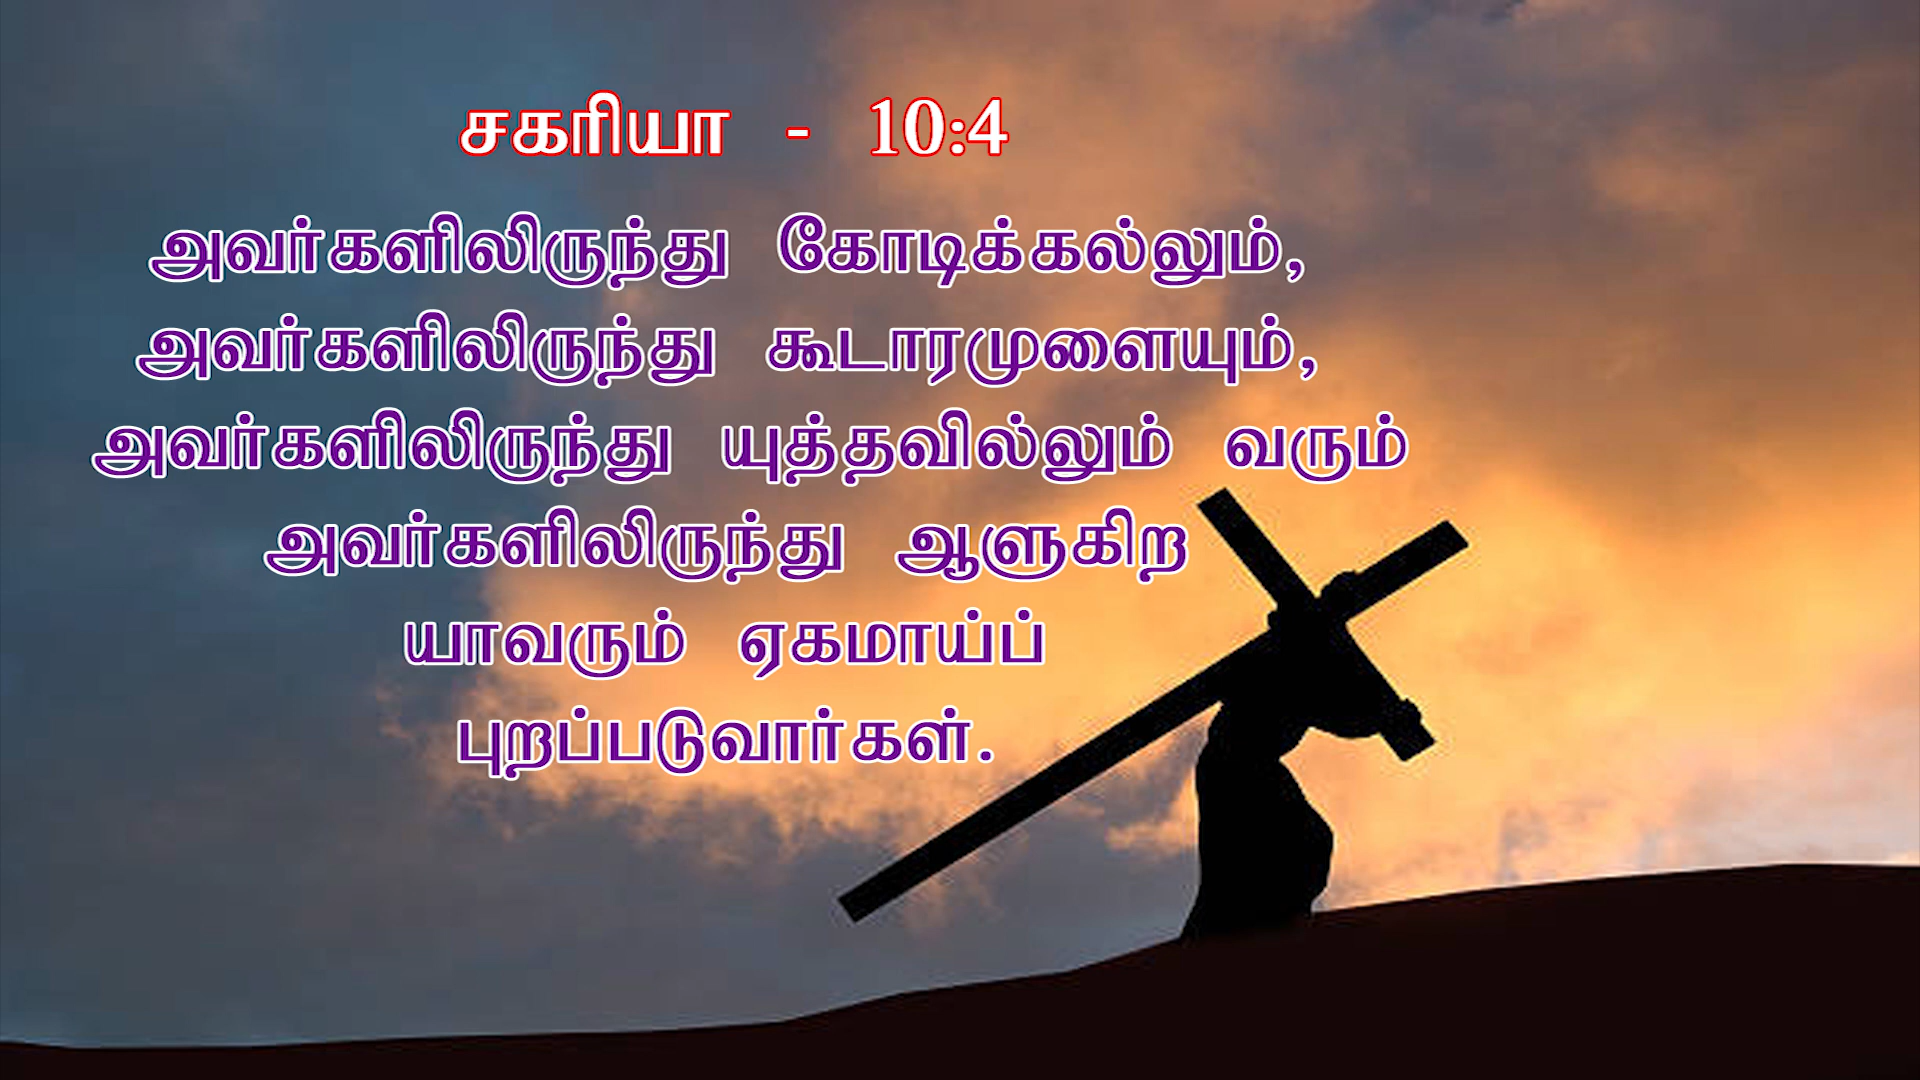 சகரியா - 10:4
அவர்களிலிருந்து கோடிக்கல்லும்,
அவர்களிலிருந்து கூடாரமுளையும்,
அவர்களிலிருந்து யுத்தவில்லும் வரும்
அவர்களிலிருந்து ஆளுகிற
யாவரும் ஏகமாய்ப்
புறப்படுவார்கள்.